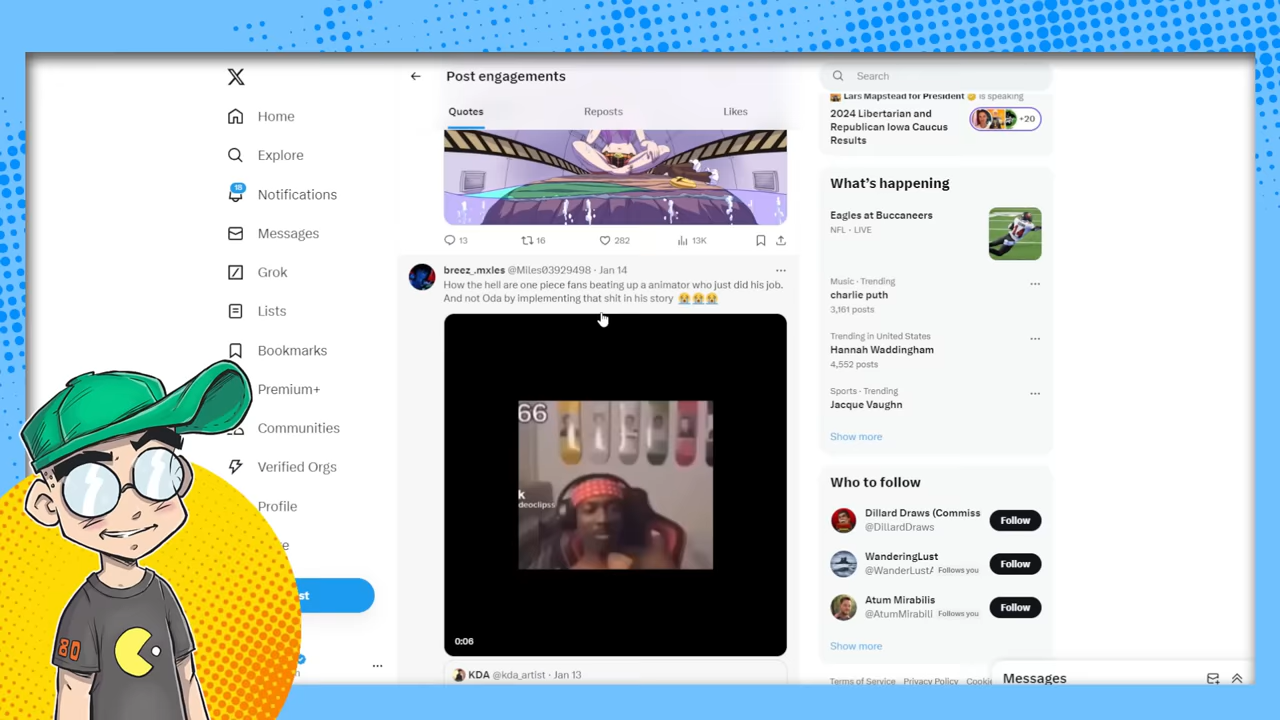 Home
Explore
18
Notifications
Messages
Grok
Lists
Bookmarks
Premium+
Communities
Verified Orgs
Profile
st
Post engagements
Quotes
Reposts
Likes
13
16
282
13K
breez_.mxles @Miles03929498 · Jan 14
How the hell are one piece fans beating up a animator who just did his job.
And not Oda by implementing that shit in his story 😭😭😭
66
k
deoclipss
0:06
KDA @kda_artist · Jan 13
Search
Lars Mapstead for President is speaking
2024 Libertarian and
Republican Iowa Caucus
Results
+20
What's happening
Eagles at Buccaneers
NFL · LIVE
Music · Trending
charlie puth
3,161 posts
Trending in United States
Hannah Waddingham
4,552 posts
Sports · Trending
Jacque Vaughn
Show more
Who to follow
Dillard Draws (Commiss
@DillardDraws
Follow
WanderingLust
@WanderLust
Follows you
Follow
Atum Mirabilis
@AtumMirabili
Follows you
Follow
Show more
Terms of Service Privacy Policy Cookie
Messages
80